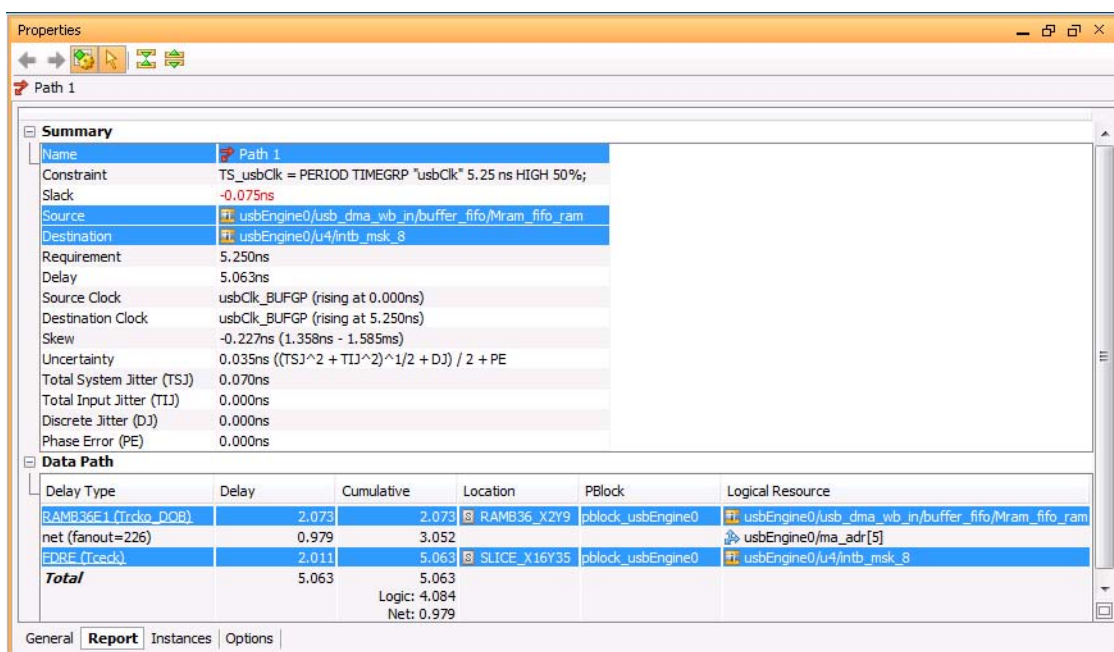 Properties
Path 1
Summary
Name Path 1
Constraint TS_usbClk = PERIOD TIMEGRP "usbClk" 5.25 ns HIGH 50%;
Slack -0.075ns
Source usbEngine0/usb_dma_wb_in/buffer_fifo/Mram_fifo_ram
Destination usbEngine0/u4/intb_msk_8
Requirement 5.250ns
Delay 5.063ns
Source Clock usbClk_BUFGP (rising at 0.000ns)
Destination Clock usbClk_BUFGP (rising at 5.250ns)
Skew -0.227ns (1.358ns - 1.585ms)
Uncertainty 0.035ns ((TSJ^2 + TIJ^2)^1/2 + DJ) / 2 + PE
Total System Jitter (TSJ) 0.070ns
Total Input Jitter (TIJ) 0.000ns
Discrete Jitter (DJ) 0.000ns
Phase Error (PE) 0.000ns
Data Path
Delay Type Delay Cumulative Location PBlock Logical Resource
RAMB36E1 (Trcko_DOB) 2.073 2.073 RAMB36_X2Y9 pblock_usbEngine0 usbEngine0/usb_dma_wb_in/buffer_fifo/Mram_fifo_ram
net (fanout=226) 0.979 3.052 usbEngine0/ma_adr[5]
FDRE (Tceck) 2.011 5.063 SLICE_X16Y35 pblock_usbEngine0 usbEngine0/u4/intb_msk_8
Total 5.063 5.063
Logic: 4.084
Net: 0.979
General Report Instances Options